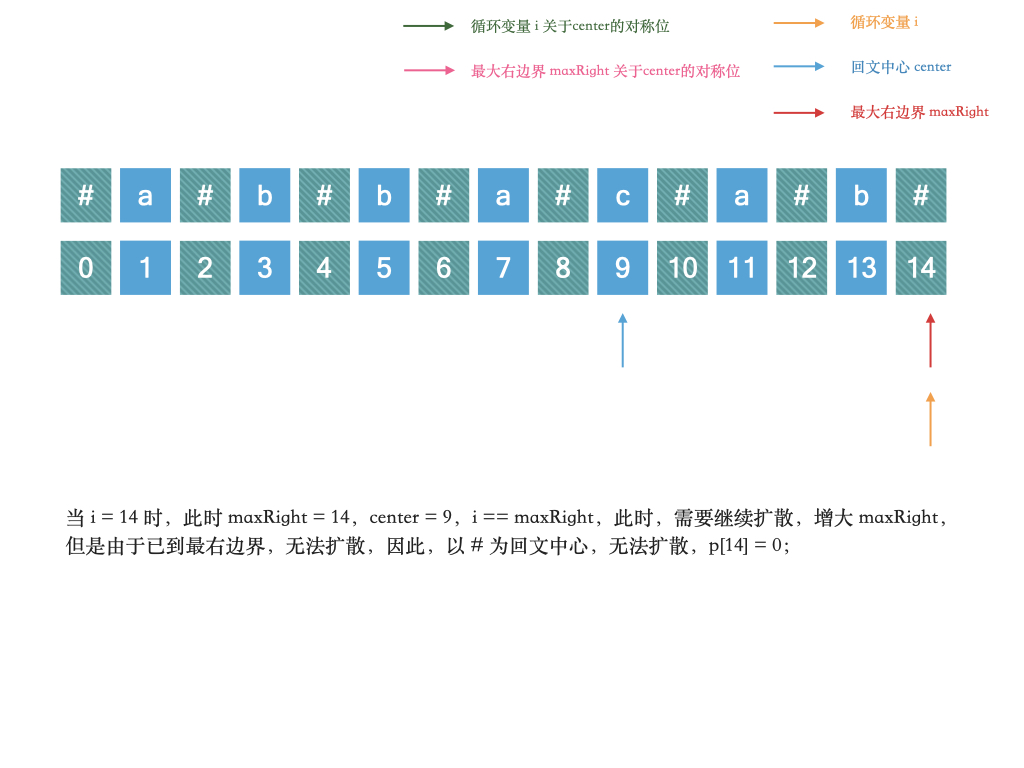 循环变量 i 关于center的对称位
循环变量 i
最大右边界 maxRight 关于center的对称位
回文中心 center
最大右边界 maxRight
# a # b # b # a # c # a # b #
0 1 2 3 4 5 6 7 8 9 10 11 12 13 14
当 i = 14 时，此时 maxRight = 14，center = 9，i == maxRight，此时，需要继续扩散，增大 maxRight，
但是由于已到最右边界，无法扩散，因此，以 # 为回文中心，无法扩散，p[14] = 0；